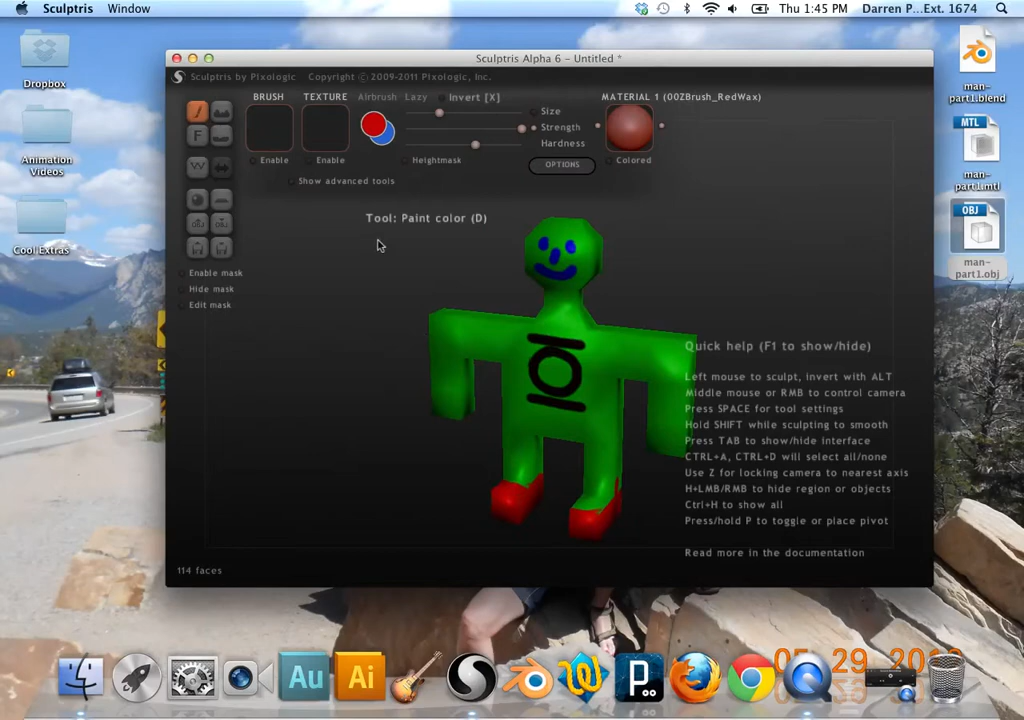 Sculptris Window
Thu 1:45 PM Darren P...Ext. 1674
Sculptris Alpha 6 - Untitled *
Sculptris by Pixologic Copyright © 2009-2011 Pixologic, Inc.
BRUSH TEXTURE Airbrush Lazy Invert [X] MATERIAL 1 (00ZBrush_RedWax)
Size
Strength
Hardness
Enable Enable Heightmask OPTIONS Colored
Show advanced tools
F
OBJ OBJ
Tool: Paint color (D)
Enable mask
Hide mask
Edit mask
Quick help (F1 to show/hide)
Left mouse to sculpt, invert with ALT
Middle mouse or RMB to control camera
Press SPACE for tool settings
Hold SHIFT while sculpting to smooth
Press TAB to show/hide interface
CTRL+A, CTRL+D will select all/none
Use Z for locking camera to nearest axis
H+LMB/RMB to hide region or objects
Ctrl+H to show all
Press/hold P to toggle or place pivot
Read more in the documentation
114 faces
Dropbox
Animation
Videos
Cool Extras
man-
part1.blend
MTL
man-
part1.mtl
OBJ
man-
part1.obj
Au Ai P..